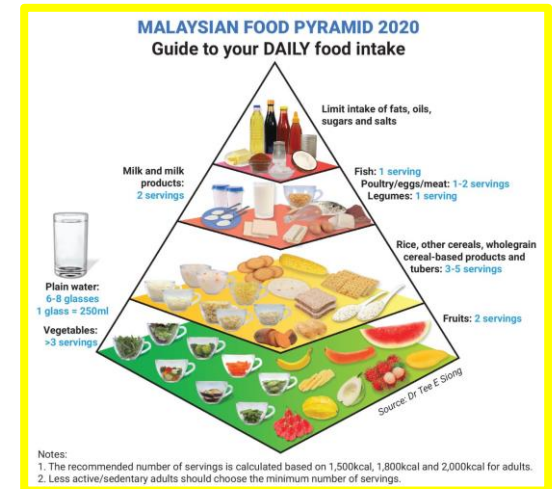 MALAYSIAN FOOD PYRAMID 2020
Guide to your DAILY food intake
Limit intake of fats, oils,
sugars and salts
Milk and milk
products:
2 servings
Fish: 1 serving
Poultry/eggs/meat: 1-2 servings
Legumes: 1 serving
Rice, other cereals, wholegrain
cereal-based products and
tubers: 3-5 servings
Plain water:
6-8 glasses
1 glass = 250ml
Vegetables:
>3 servings
Fruits: 2 servings
Source: Dr Tee E Siong
Notes:
1. The recommended number of servings is calculated based on 1,500kcal, 1,800kcal and 2,000kcal for adults.
2. Less active/sedentary adults should choose the minimum number of servings.